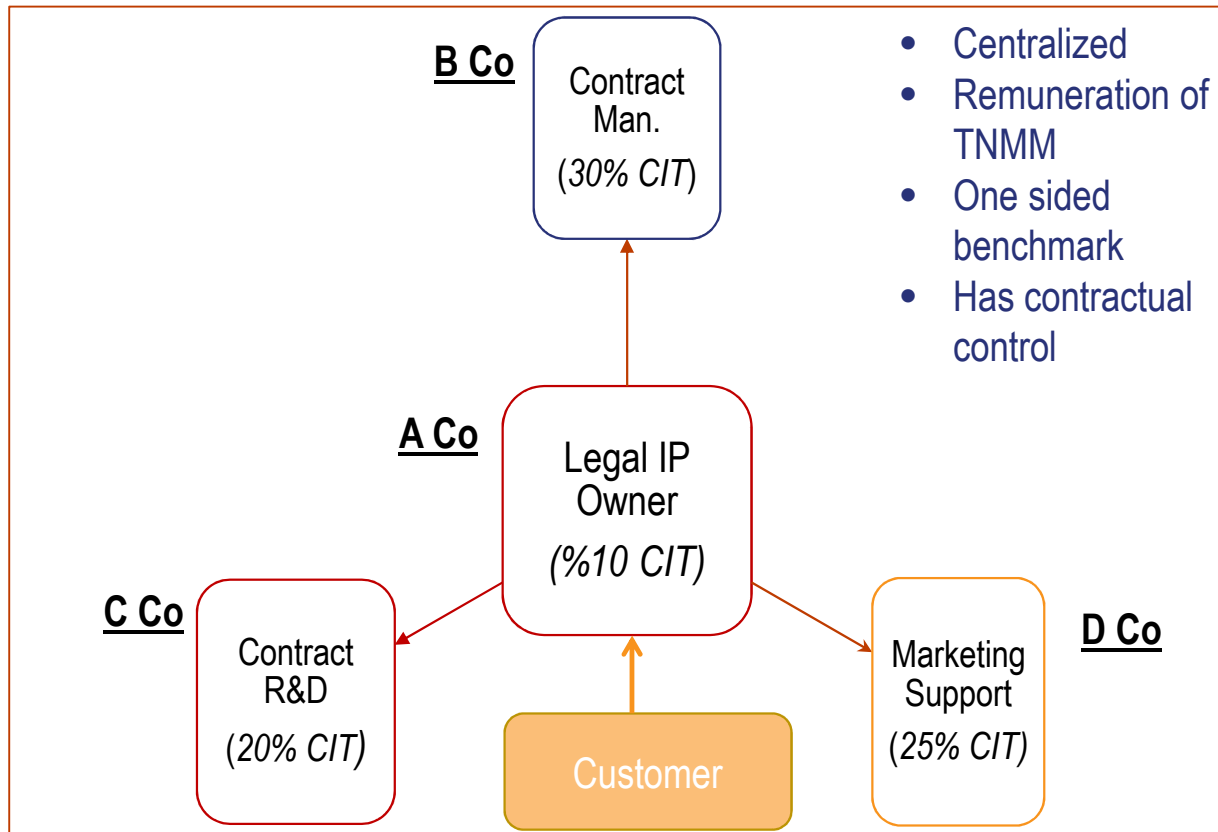 B Co
Contract
Man.
(30% CIT)
• Centralized
• Remuneration of
TNMM
• One sided
benchmark
• Has contractual
control
A Co
Legal IP
Owner
(%10 CIT)
C Co
Contract
R&D
(20% CIT)
Customer
Marketing
Support
(25% CIT)
D Co